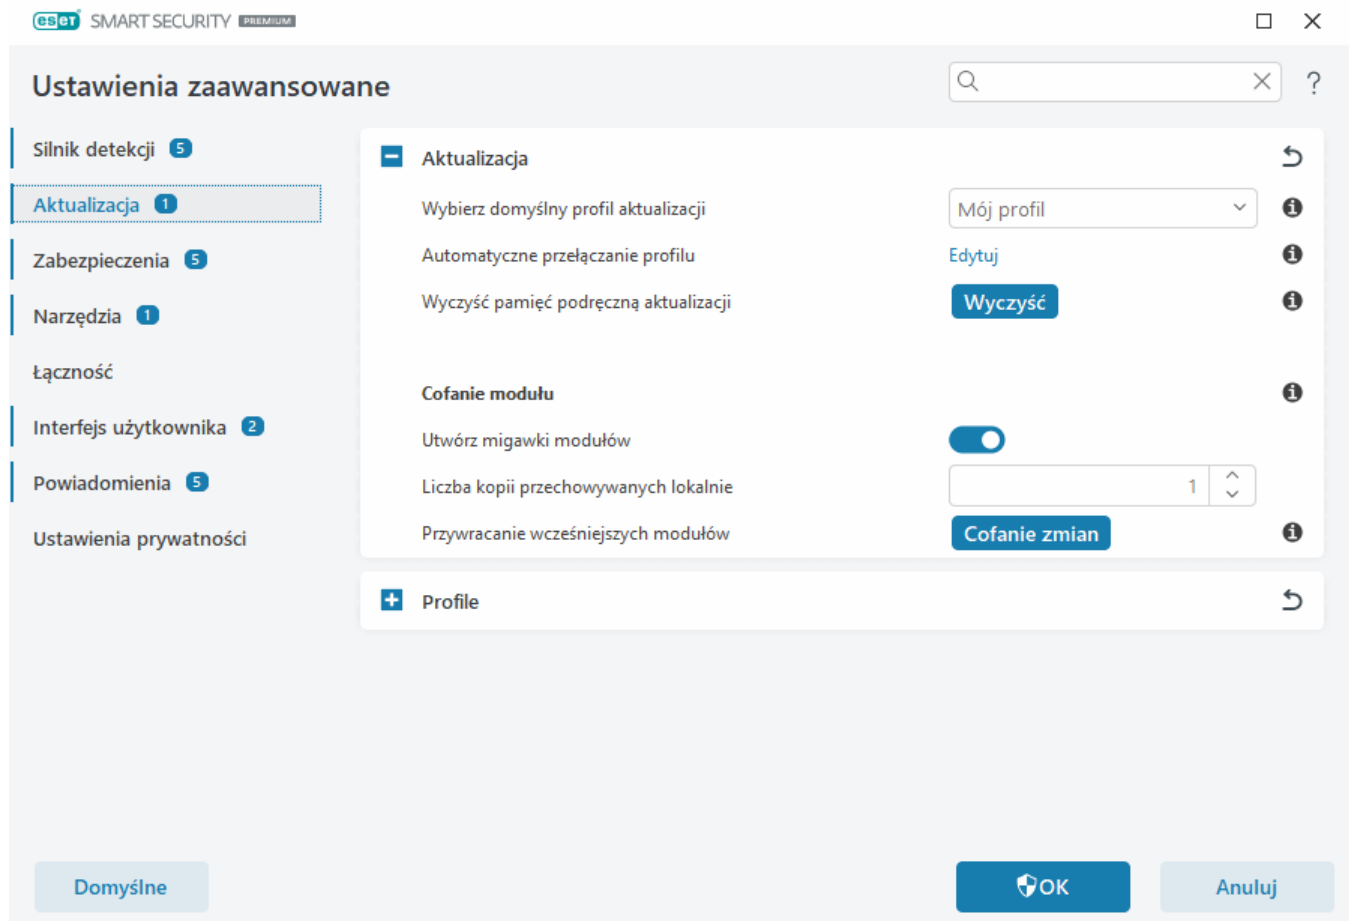 eset SMART SECURITY PREMIUM
Ustawienia zaawansowane
?
Silnik detekcji 5
Aktualizacja 1
Zabezpieczenia 5
Narzędzia 1
Łączność
Interfejs użytkownika 2
Powiadomienia 5
Ustawienia prywatności
Aktualizacja
Wybierz domyślny profil aktualizacji Mój profil
Automatyczne przełączanie profilu Edytuj
Wyczyść pamięć podręczną aktualizacji Wyczyść
Cofanie modułu
Utwórz migawki modułów
Liczba kopii przechowywanych lokalnie 1
Przywracanie wcześniejszych modułów Cofanie zmian
Profile
Domyślne OK Anuluj